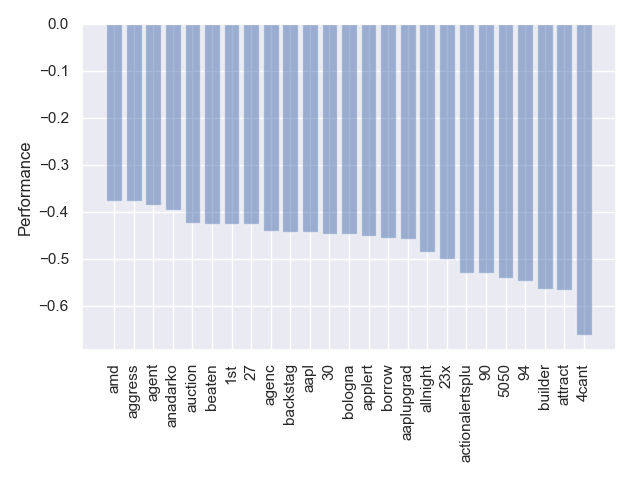 0.0
−0.1
−0.2
−0.3
−0.4
−0.5
−0.6
Performance
amd
aggress
agent
anadarko
auction
beaten
1st
27
agenc
backstag
aapl
30
bologna
applert
borrow
aaplupgrad
allnight
23x
actionalertsplu
90
5050
94
builder
attract
4cant